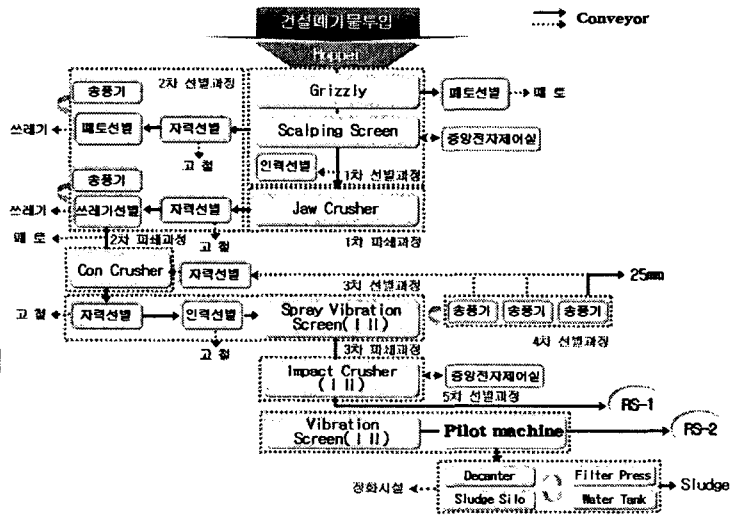 건설폐기물투입
Conveyor
Hopper
2차 선별과정
송풍기
Grizzly
폐토선별
폐 토
쓰레기
폐토선별
자력선별
Scalping Screen
중앙전자제어실
고 철
인력선별
1차 선별과정
송풍기
쓰레기
쓰레기선별
자력선별
Jaw Crusher
폐 토
2차 파쇄과정
고 철
1차 파쇄과정
Con Crusher
자력선별
3차 선별과정
25mm
고 철
자력선별
인력선별
Spray Vibration
Screen(Ⅰ Ⅱ)
송풍기
송풍기
송풍기
고 철
3차 파쇄과정
4차 선별과정
Impact Crusher
(Ⅰ Ⅱ)
중앙전자제어실
5차 선별과정
RS-1
Vibration
Screen(Ⅰ Ⅱ)
Pilot machine
RS-2
정화시설
Decanter
Filter Press
Sludge Silo
Water Tank
Sludge